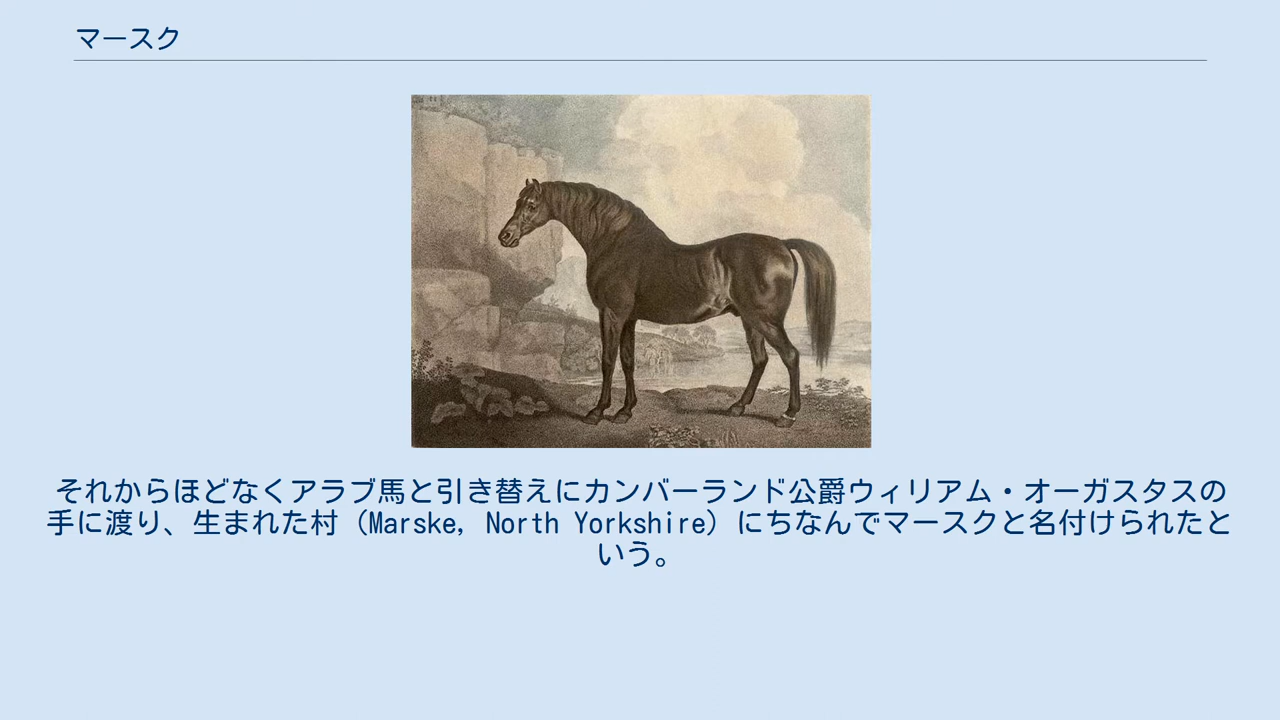 マースク
それからほどなくアラブ馬と引き替えにカンバーランド公爵ウィリアム・オーガスタスの
手に渡り、生まれた村（Marske, North Yorkshire）にちなんでマースクと名付けられたと
いう。